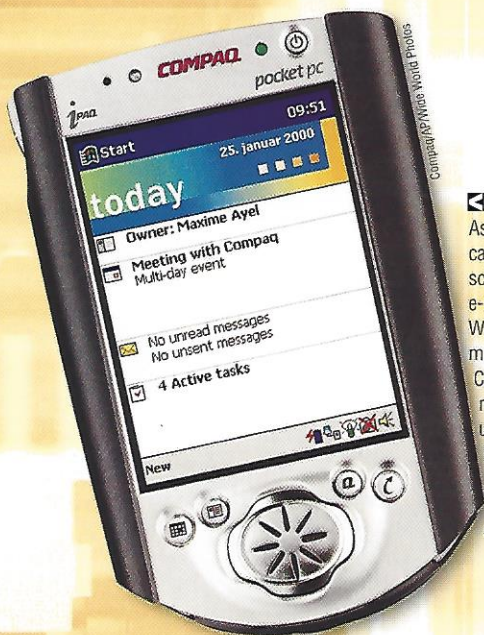 Compaq/AP/Wide World Photos
iPAQ
COMPAQ
pocket pc
Start
09:51
25. januar 2000
today
Owner: Maxime Ayel
Meeting with Compaq
Multi-day event
No unread messages
No unsent messages
4 Active tasks
New
As
ca
sc
e-
W
m
C
r
u